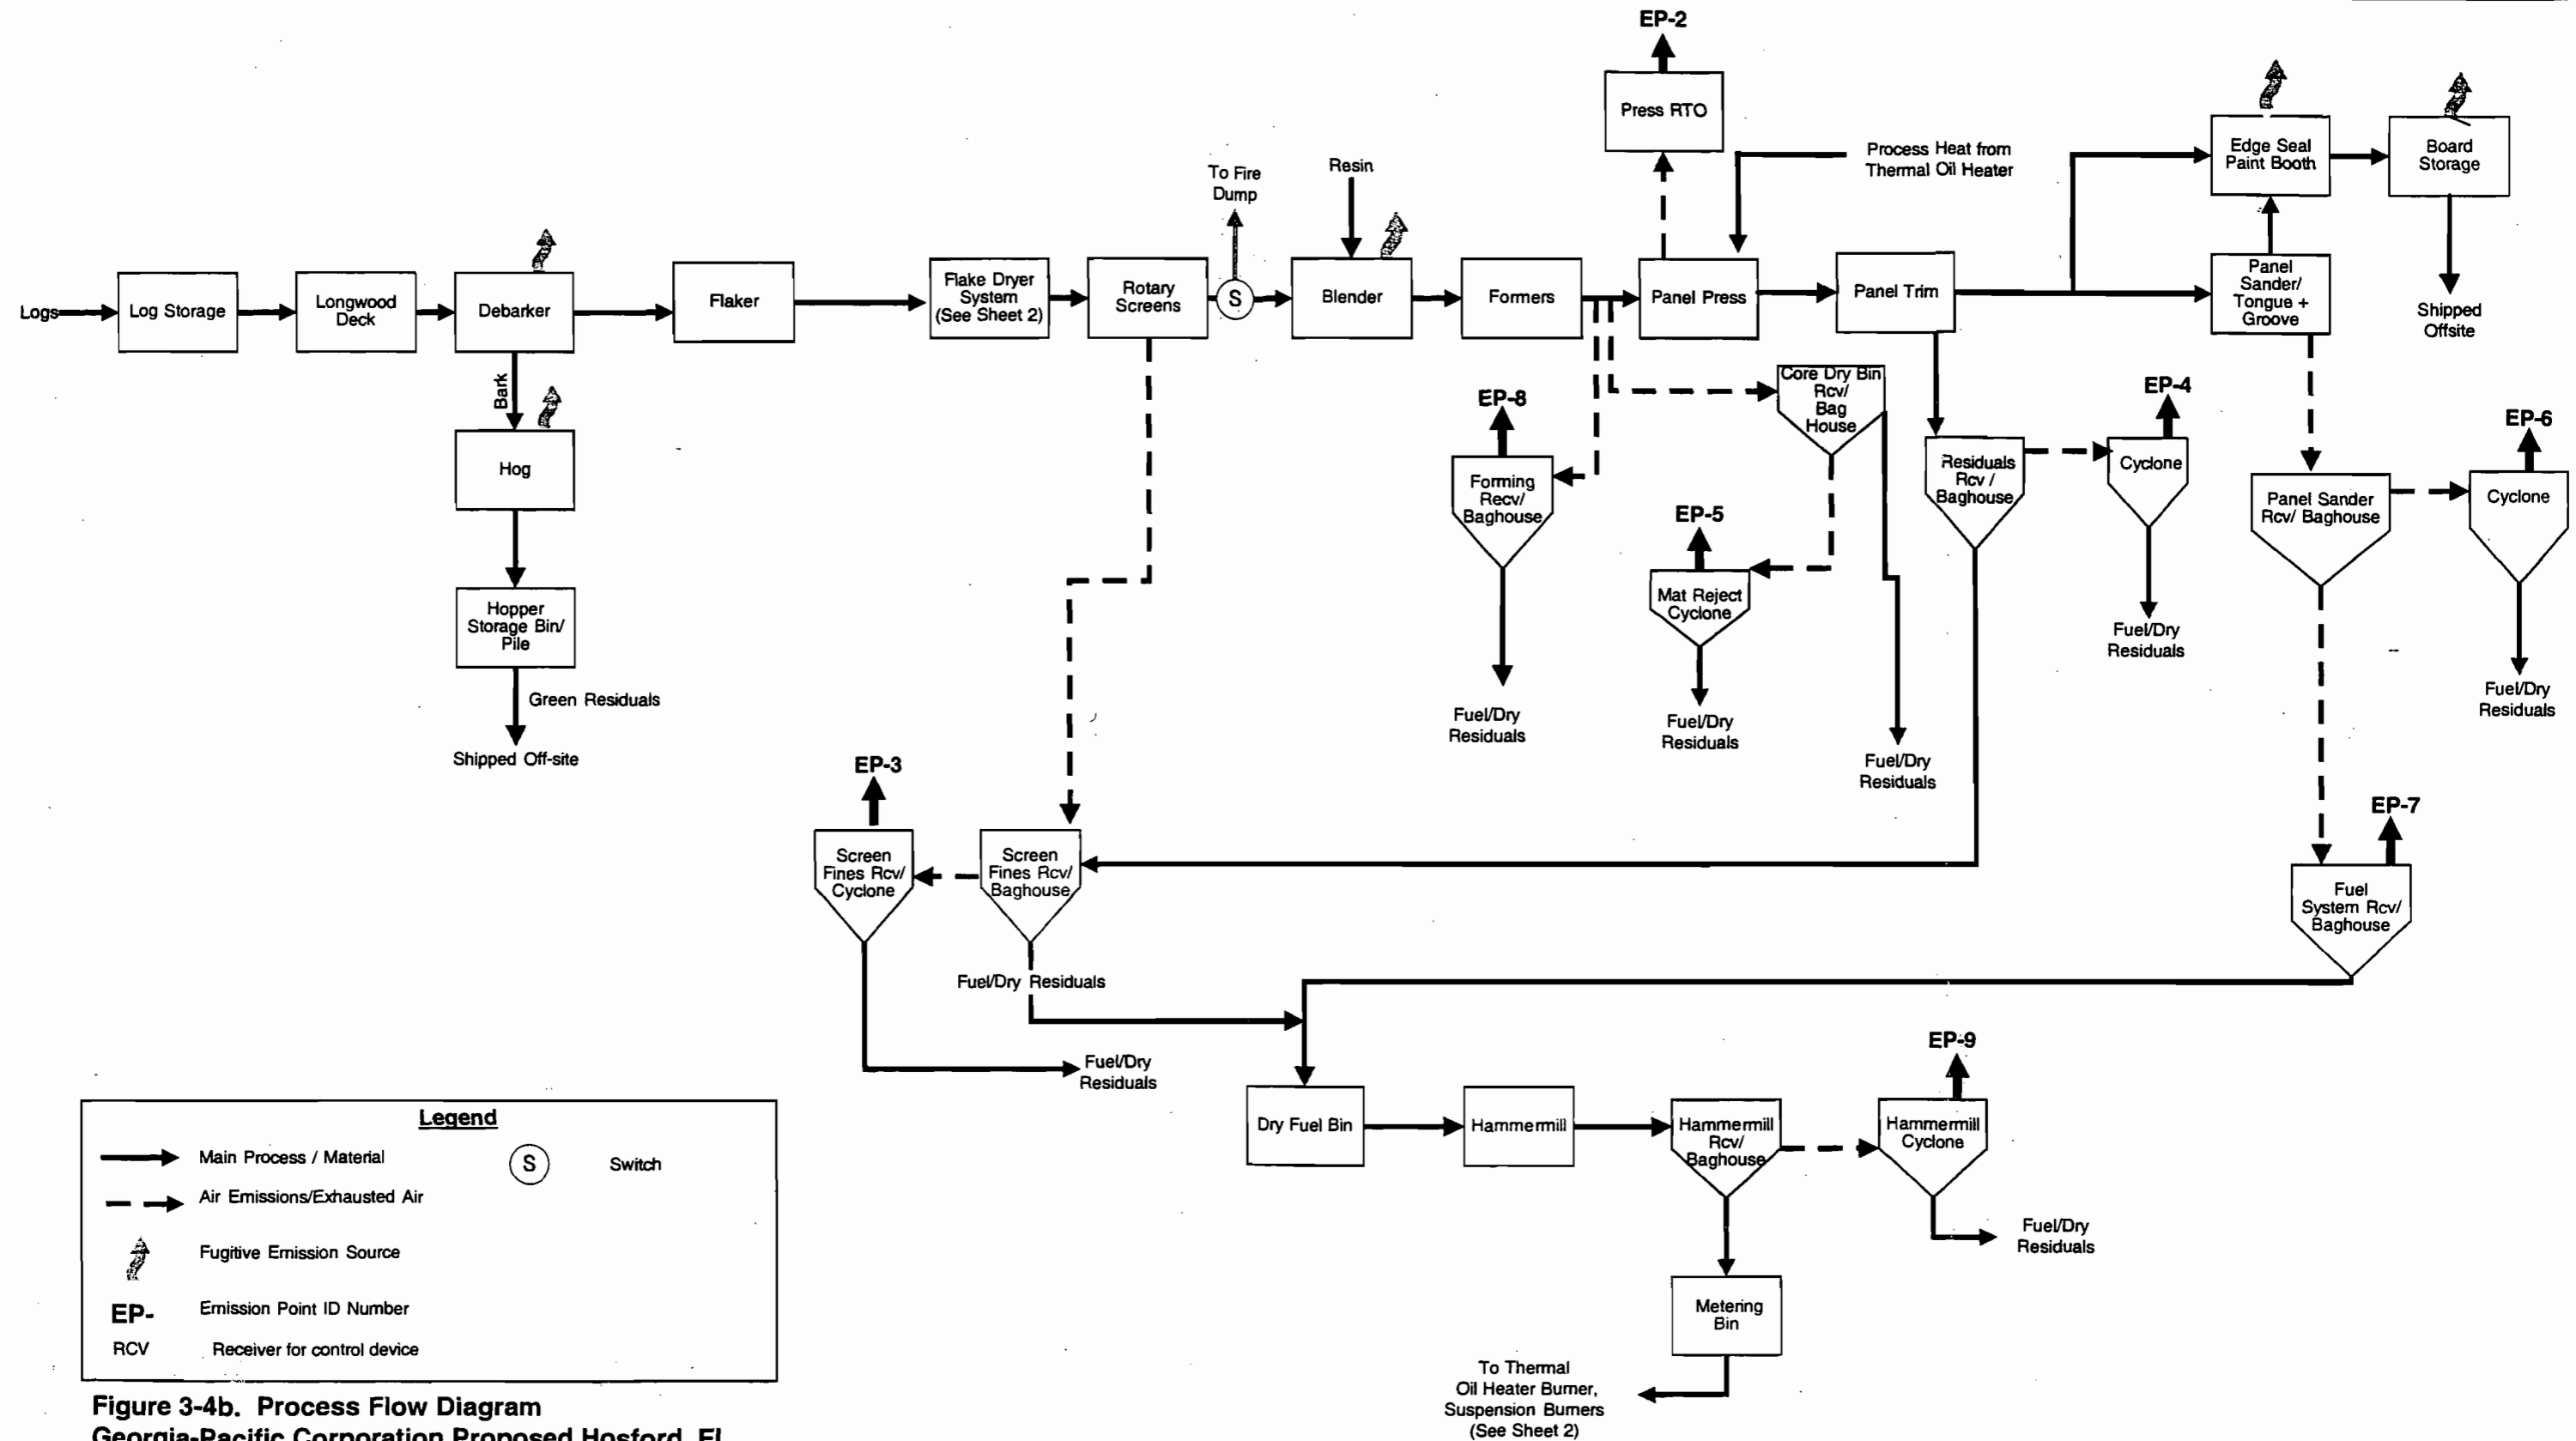 EP-2
Press RTO
Process Heat from
Thermal Oil Heater
Edge Seal
Paint Booth
Board
Storage
To Fire
Dump
Resin
Logs
Log Storage
Longwood
Deck
Debarker
Flaker
Flake Dryer
System
(See Sheet 2)
Rotary
Screens
S
Blender
Formers
Panel Press
Panel Trim
Panel
Sander/
Tongue +
Groove
Shipped
Offsite
Bark
Hog
Hopper
Storage Bin/
Pile
Green Residuals
Shipped Off-site
EP-8
Forming
Recv/
Baghouse
Fuel/Dry
Residuals
Core Dry Bin
Rcv/
Bag
House
EP-5
Mat Reject
Cyclone
Fuel/Dry
Residuals
Fuel/Dry
Residuals
Residuals
Rcv /
Baghouse
EP-4
Cyclone
Fuel/Dry
Residuals
Panel Sander
Rcv/ Baghouse
EP-6
Cyclone
Fuel/Dry
Residuals
EP-3
Screen
Fines Rcv/
Cyclone
Screen
Fines Rcv/
Baghouse
EP-7
Fuel
System Rcv/
Baghouse
Fuel/Dry Residuals
Fuel/Dry
Residuals
Dry Fuel Bin
Hammermill
Hammermill
Rcv/
Baghouse
EP-9
Hammermill
Cyclone
Fuel/Dry
Residuals
Metering
Bin
To Thermal
Oil Heater Burner,
Suspension Burners
(See Sheet 2)
Legend
Main Process / Material
S
Switch
Air Emissions/Exhausted Air
Fugitive Emission Source
EP-
Emission Point ID Number
RCV
Receiver for control device
Figure 3-4b. Process Flow Diagram
Georgia-Pacific Corporation Proposed Hosford, FL